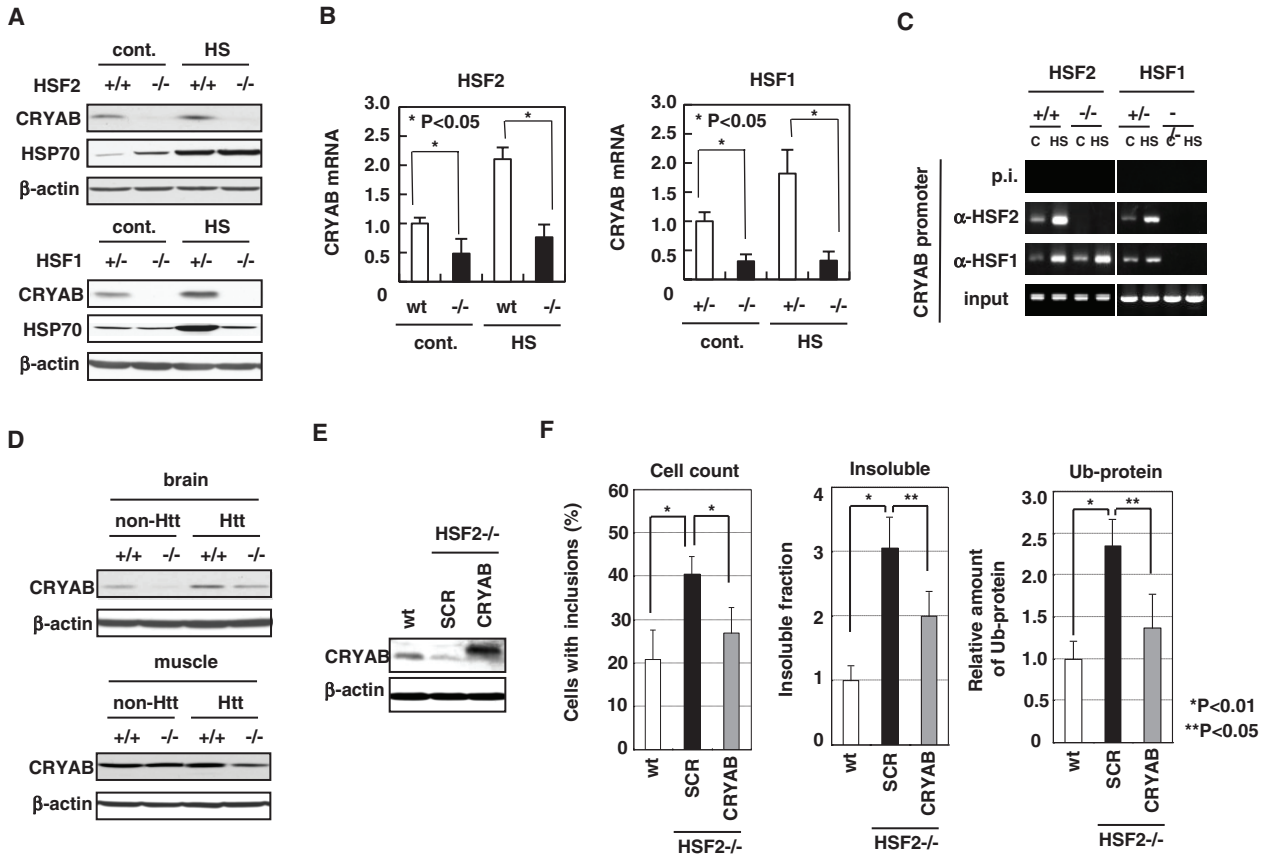 A
cont. HS
HSF2 +/+ -/- +/+ -/-
CRYAB
HSP70
β-actin
cont. HS
HSF1 +/- -/- +/- -/-
CRYAB
HSP70
β-actin
B
HSF2
CRYAB mRNA
3.0
2.5
2.0
1.5
1.0
0.5
0
* P<0.05
*
*
wt -/- wt -/-
cont. HS
HSF1
CRYAB mRNA
3.0
2.5
2.0
1.5
1.0
0.5
0
* P<0.05
*
*
+/- -/- +/- -/-
cont. HS
C
HSF2 HSF1
+/+ -/- +/- -/-
C HS C HS C HS C HS
CRYAB promoter
p.i.
α-HSF2
α-HSF1
input
D
brain
non-Htt Htt
+/+ -/- +/+ -/-
CRYAB
β-actin
muscle
non-Htt Htt
+/+ -/- +/+ -/-
CRYAB
β-actin
E
HSF2-/-
wt SCR CRYAB
CRYAB
β-actin
F
Cell count
Cells with inclusions (%)
60
50
40
30
20
10
0
* *
wt SCR CRYAB
HSF2-/-
Insoluble
Insoluble fraction
4
3
2
1
0
* **
wt SCR CRYAB
HSF2-/-
Ub-protein
Relative amount
of Ub-protein
3.0
2.5
2.0
1.5
1.0
0.5
0
* **
wt SCR CRYAB
HSF2-/-
*P<0.01
**P<0.05